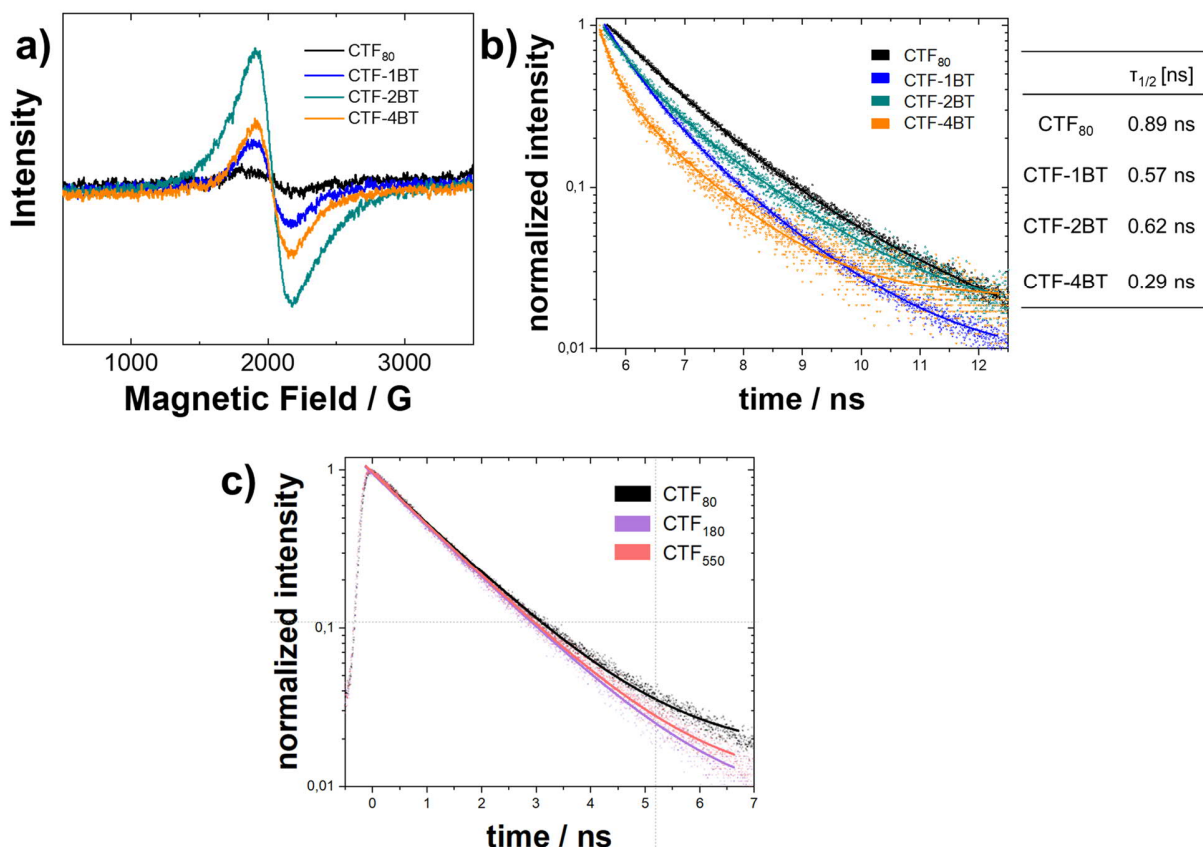 a)
CTF80
CTF-1BT
CTF-2BT
CTF-4BT
Intensity
1000 2000 3000
Magnetic Field / G
b)
1
0,1
0,01
CTF80
CTF-1BT
CTF-2BT
CTF-4BT
normalized intensity
6 7 8 9 10 11 12
time / ns
τ1/2 [ns]
CTF80 0.89 ns
CTF-1BT 0.57 ns
CTF-2BT 0.62 ns
CTF-4BT 0.29 ns
c)
1
0,1
0,01
CTF80
CTF180
CTF550
normalized intensity
0 1 2 3 4 5 6 7
time / ns